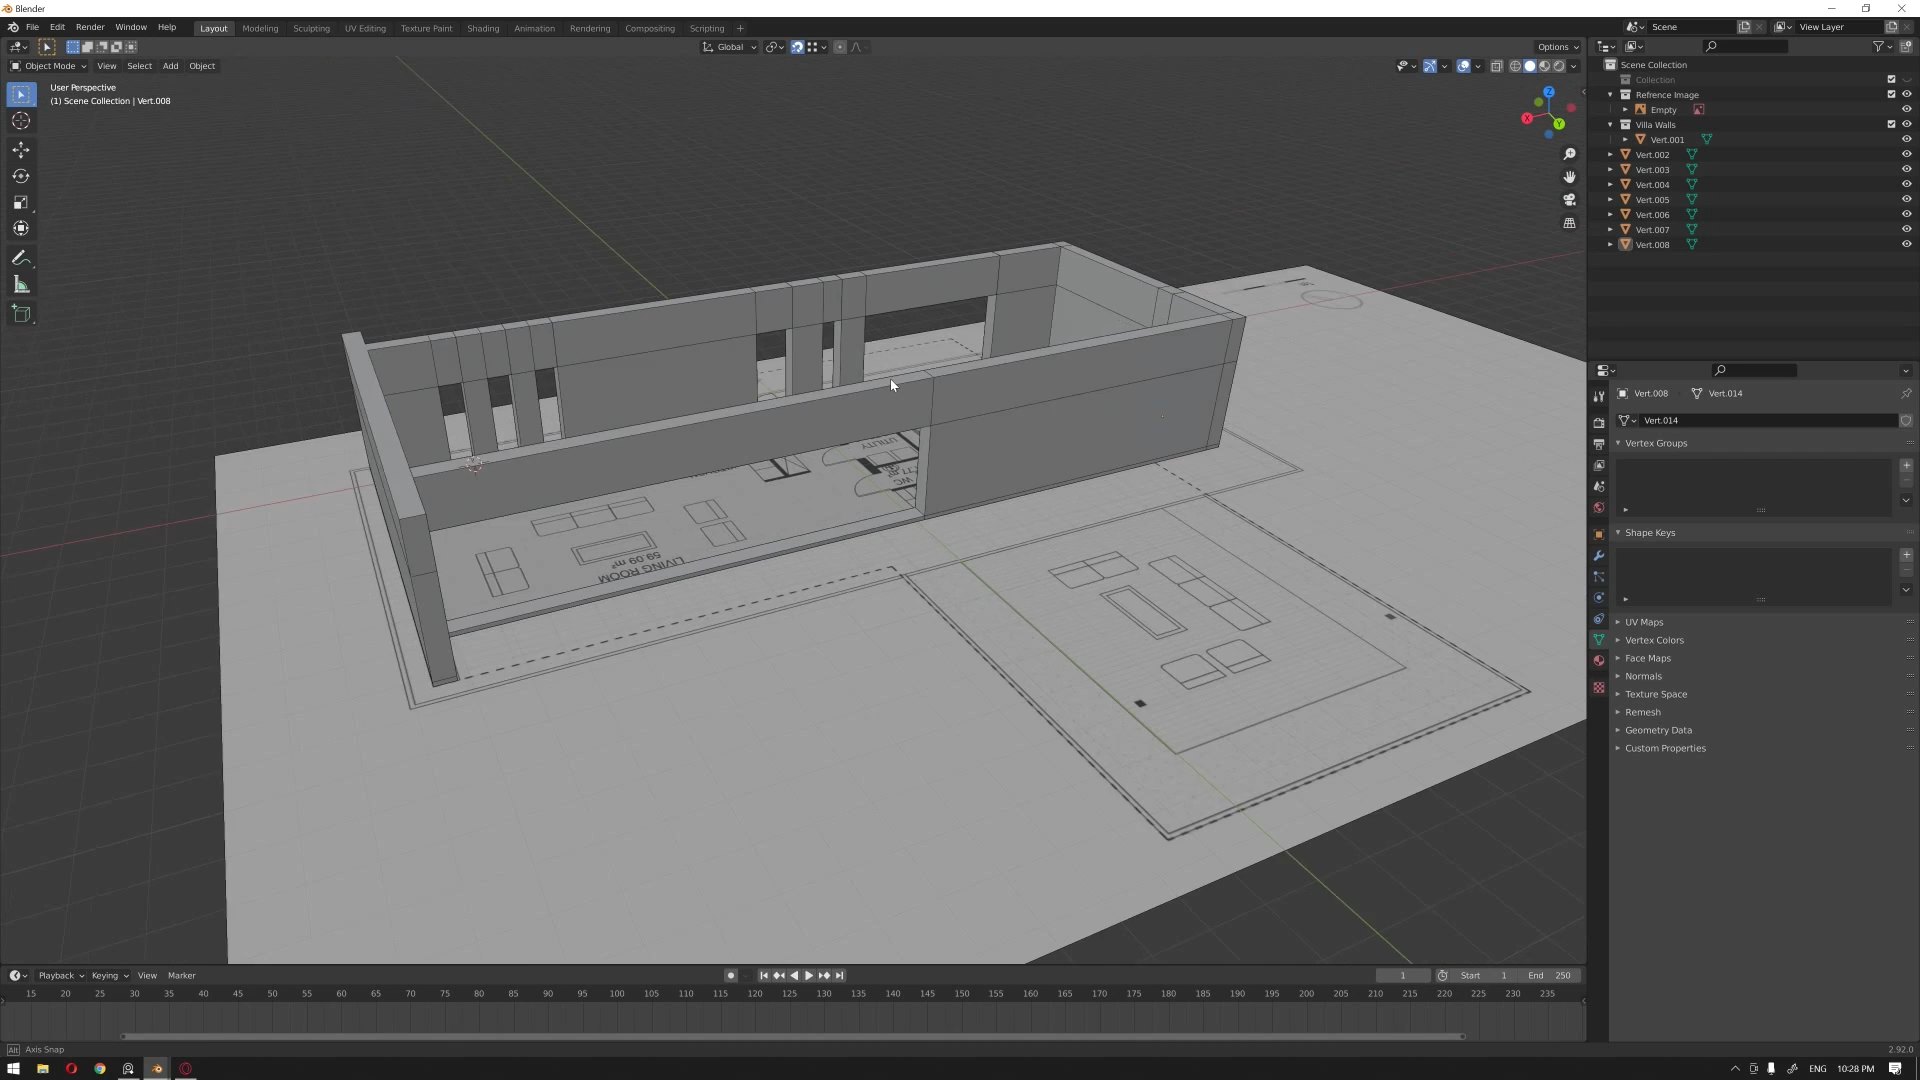 Blender
File Edit Render Window Help
Layout Modeling Sculpting UV Editing Texture Paint Shading Animation Rendering Compositing Scripting +
Scene
View Layer
Global
Options
Object Mode View Select Add Object
User Perspective
(1) Scene Collection | Vert.008
Z
X
Y
UTILITY
WC
LIVING ROOM
59.09 m²
Scene Collection
Collection
Refrence Image
Empty
Villa Walls
Vert.001
Vert.002
Vert.003
Vert.004
Vert.005
Vert.006
Vert.007
Vert.008
Vert.008 Vert.014
Vert.014
Vertex Groups
Shape Keys
UV Maps
Vertex Colors
Face Maps
Normals
Texture Space
Remesh
Geometry Data
Custom Properties
Playback Keying View Marker
1 Start 1 End 250
15 20 25 30 35 40 45 50 55 60 65 70 75 80 85 90 95 100 105 110 115 120 125 130 135 140 145 150 155 160 165 170 175 180 185 190 195 200 205 210 215 220 225 230 235
Alt Axis Snap
2.92.0
ENG 10:28 PM